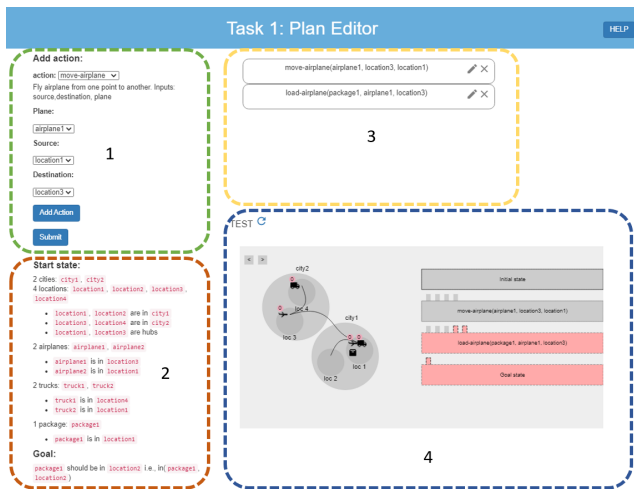 Task 1: Plan Editor
HELP
Add action:
action: move-airplane
Fly airplane from one point to another. Inputs:
source,destination, plane
Plane:
airplane1
Source:
location1
Destination:
location3
Add Action
Submit
1
Start state:
2 cities: city1, city2
4 locations: location1, location2, location3,
location4
location1, location2 are in city1
location3, location4 are in city2
location1, location3 are hubs
2 airplanes: airplane1, airplane2
airplane1 is in location3
airplane2 is in location1
2 trucks: truck1, truck2
truck1 is in location4
truck2 is in location1
1 package: package1
package1 is in location1
Goal:
package1 should be in location2 i.e., in( package1,
location2 )
2
move-airplane(airplane1, location3, location1)
load-airplane(package1, airplane1, location3)
3
TEST
< >
city2
loc 4
loc 3
city1
loc 1
loc 2
Initial state
move-airplane(airplane1, location3, location1)
load-airplane(package1, airplane1, location3)
Goal state
4